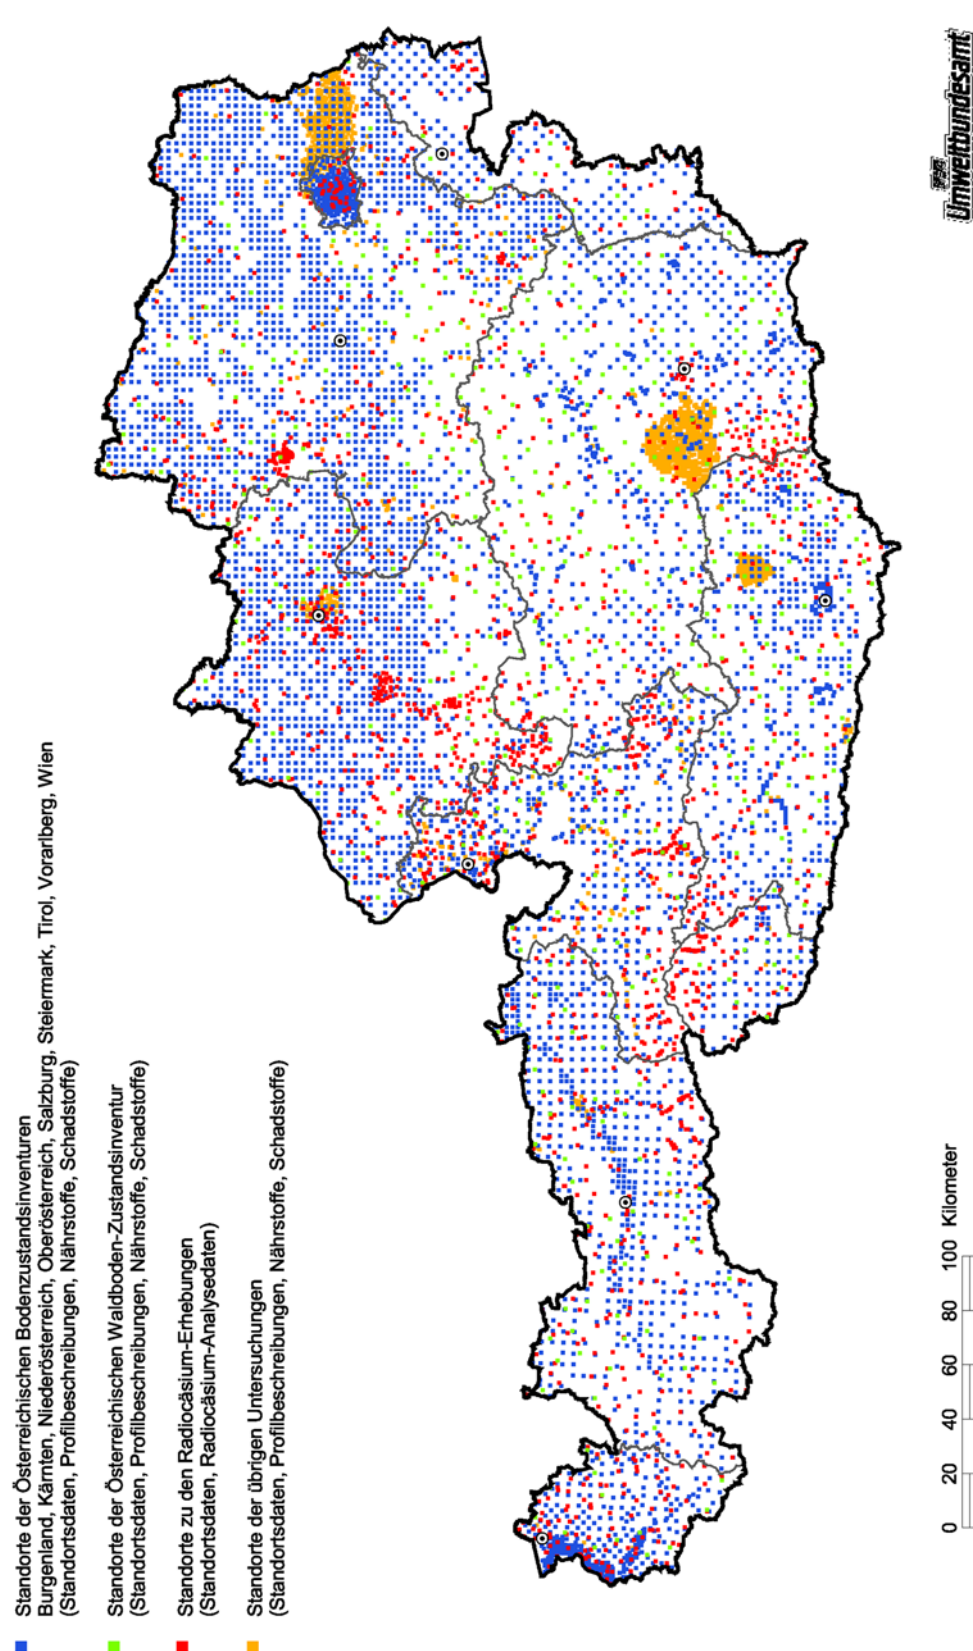 Standorte der Österreichischen Bodenzustandsinventuren
Burgenland, Kärnten, Niederösterreich, Oberösterreich, Salzburg, Steiermark, Tirol, Vorarlberg, Wien
(Standortsdaten, Profilbeschreibungen, Nährstoffe, Schadstoffe)
Standorte der Österreichischen Waldboden-Zustandsinventur
(Standortsdaten, Profilbeschreibungen, Nährstoffe, Schadstoffe)
Standorte zu den Radiocäsium-Erhebungen
(Standortsdaten, Radiocäsium-Analysedaten)
Standorte der übrigen Untersuchungen
(Standortsdaten, Profilbeschreibungen, Nährstoffe, Schadstoffe)
0 20 40 60 80 100 Kilometer
Umweltbundesamt